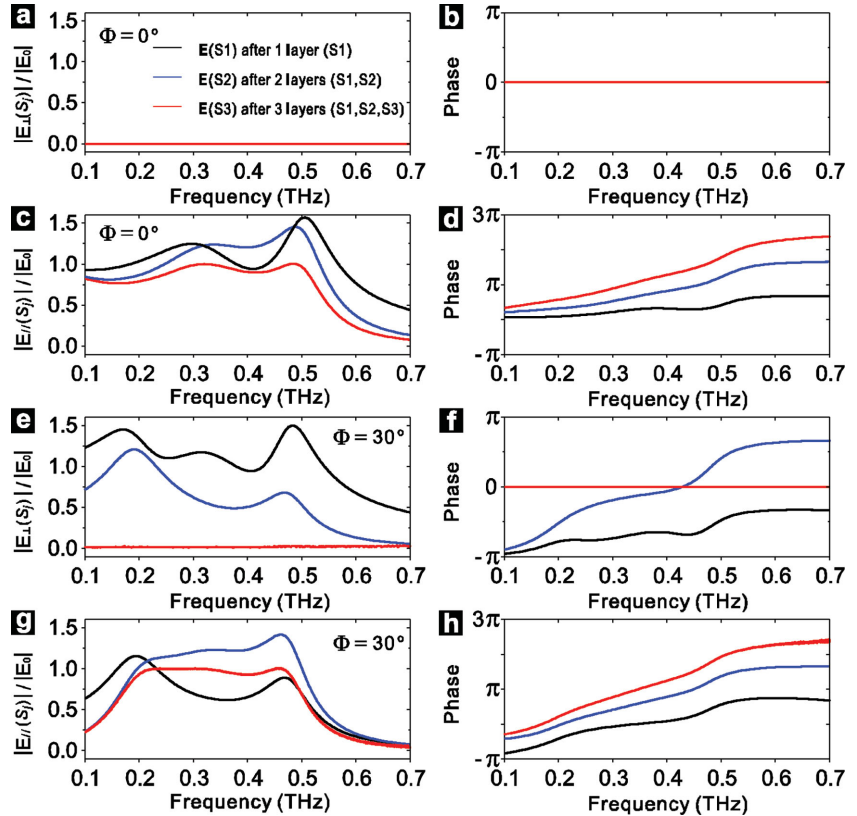 a
b
Φ = 0°
E(S1) after 1 layer (S1)
E(S2) after 2 layers (S1,S2)
E(S3) after 3 layers (S1,S2,S3)
|E⊥(Sj)| / |E0|
1.5
1.0
0.5
0.0
0.1 0.2 0.3 0.4 0.5 0.6 0.7
Frequency (THz)
Phase
π
0
-π
0.1 0.2 0.3 0.4 0.5 0.6 0.7
Frequency (THz)
c
d
Φ = 0°
|E//(Sj)| / |E0|
1.5
1.0
0.5
0.0
0.1 0.2 0.3 0.4 0.5 0.6 0.7
Frequency (THz)
Phase
3π
π
-π
0.1 0.2 0.3 0.4 0.5 0.6 0.7
Frequency (THz)
e
f
Φ = 30°
|E⊥(Sj)| / |E0|
1.5
1.0
0.5
0.0
0.1 0.2 0.3 0.4 0.5 0.6 0.7
Frequency (THz)
Phase
π
0
-π
0.1 0.2 0.3 0.4 0.5 0.6 0.7
Frequency (THz)
g
h
Φ = 30°
|E//(Sj)| / |E0|
1.5
1.0
0.5
0.0
0.1 0.2 0.3 0.4 0.5 0.6 0.7
Frequency (THz)
Phase
3π
π
-π
0.1 0.2 0.3 0.4 0.5 0.6 0.7
Frequency (THz)